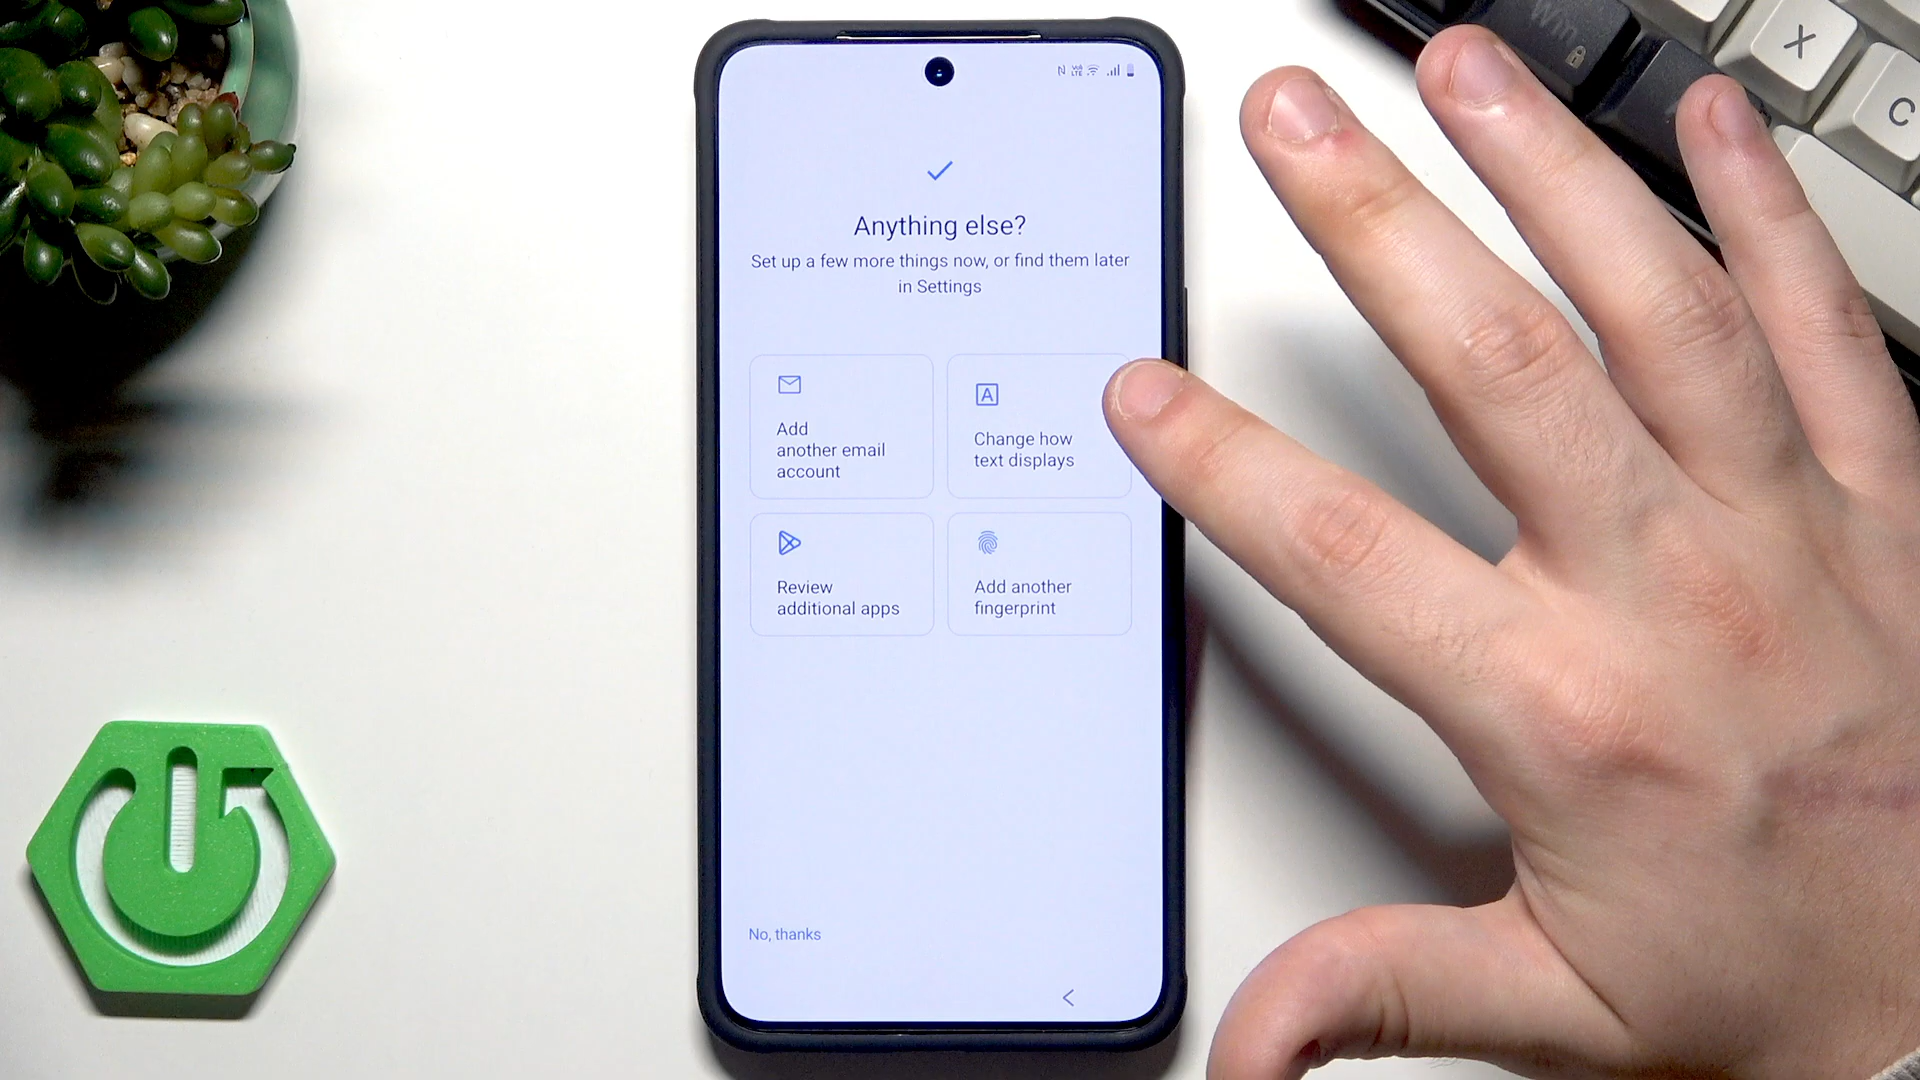 Anything else?
Set up a few more things now, or find them later
in Settings
Add
another email
account
Change how
text displays
Review
additional apps
Add another
fingerprint
No, thanks
Win
X
C